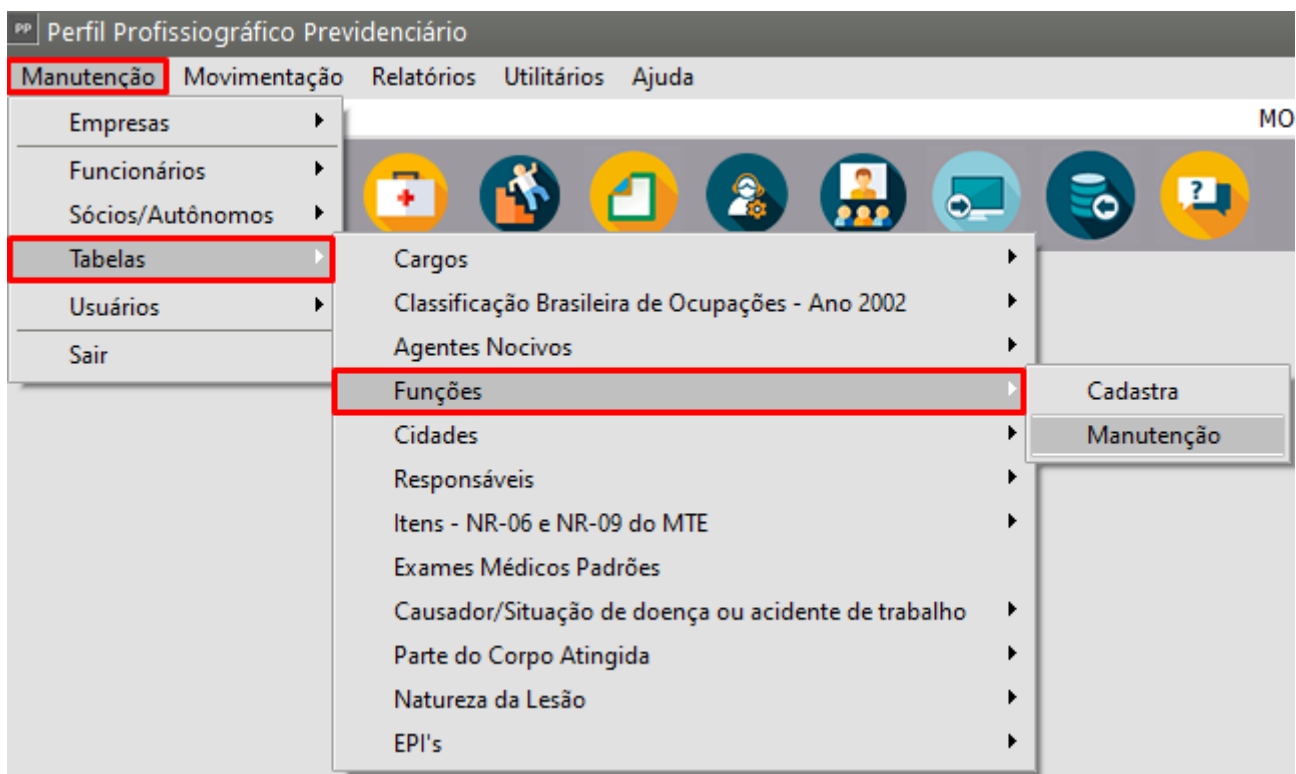 PP Perfil Profissiográfico Previdenciário
Manutenção Movimentação Relatórios Utilitários Ajuda
MO
Empresas
Funcionários
Sócios/Autônomos
Tabelas
Usuários
Sair
?
Cargos
Classificação Brasileira de Ocupações - Ano 2002
Agentes Nocivos
Funções
Cidades
Responsáveis
Itens - NR-06 e NR-09 do MTE
Exames Médicos Padrões
Causador/Situação de doença ou acidente de trabalho
Parte do Corpo Atingida
Natureza da Lesão
EPI's
Cadastra
Manutenção